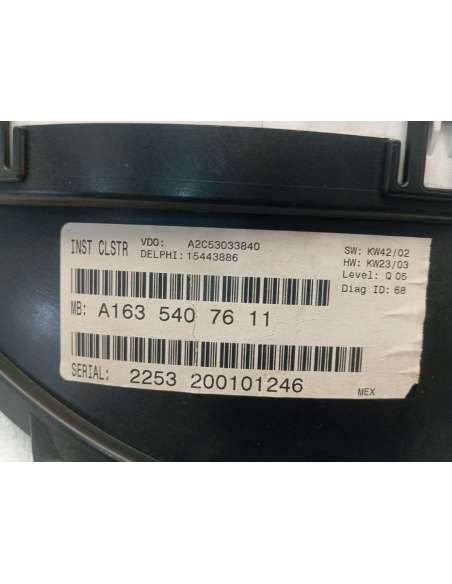 INST CLSTR VDO: A2C53033840
DELPHI: 15443886
SW: KW42/02
HW: KW23/03
Level: Q 05
Diag ID: 68
MB: A163 540 76 11
SERIAL: 2253 200101246
MEX